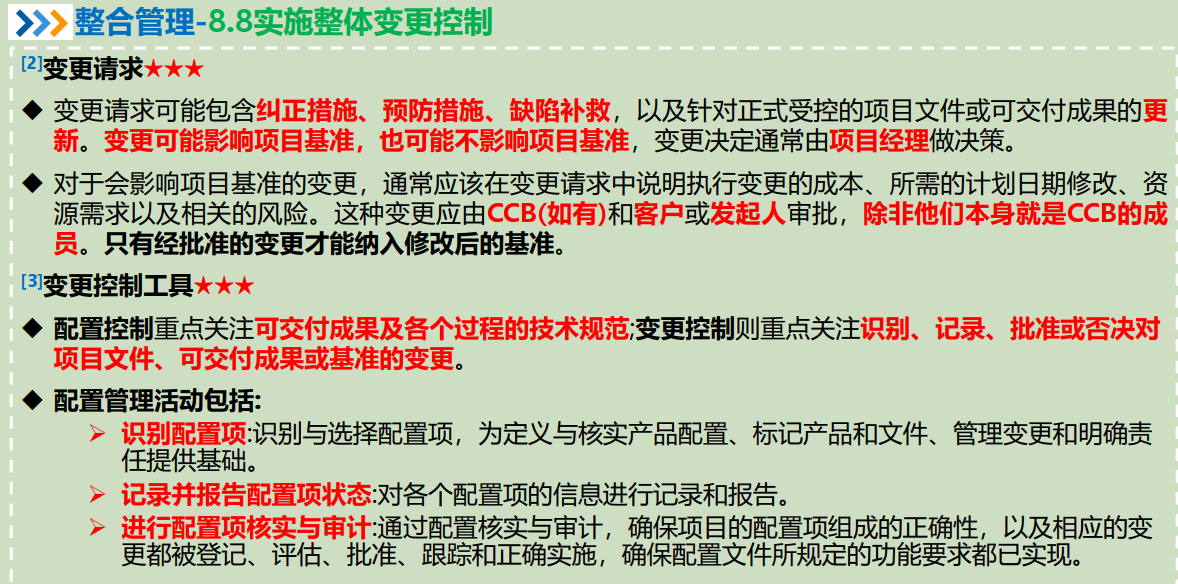 整合管理-8.8实施整体变更控制
[2]变更请求★★★
◆ 变更请求可能包含纠正措施、预防措施、缺陷补救，以及针对正式受控的项目文件或可交付成果的更
新。变更可能影响项目基准，也可能不影响项目基准，变更决定通常由项目经理做决策。
◆ 对于会影响项目基准的变更，通常应该在变更请求中说明执行变更的成本、所需的计划日期修改、资
源需求以及相关的风险。这种变更应由CCB(如有)和客户或发起人审批，除非他们本身就是CCB的成
员。只有经批准的变更才能纳入修改后的基准。
[3]变更控制工具★★★
◆ 配置控制重点关注可交付成果及各个过程的技术规范;变更控制则重点关注识别、记录、批准或否决对
项目文件、可交付成果或基准的变更。
◆ 配置管理活动包括:
➢ 识别配置项:识别与选择配置项，为定义与核实产品配置、标记产品和文件、管理变更和明确责
任提供基础。
➢ 记录并报告配置项状态:对各个配置项的信息进行记录和报告。
➢ 进行配置项核实与审计:通过配置核实与审计，确保项目的配置项组成的正确性，以及相应的变
更都被登记、评估、批准、跟踪和正确实施，确保配置文件所规定的功能要求都已实现。